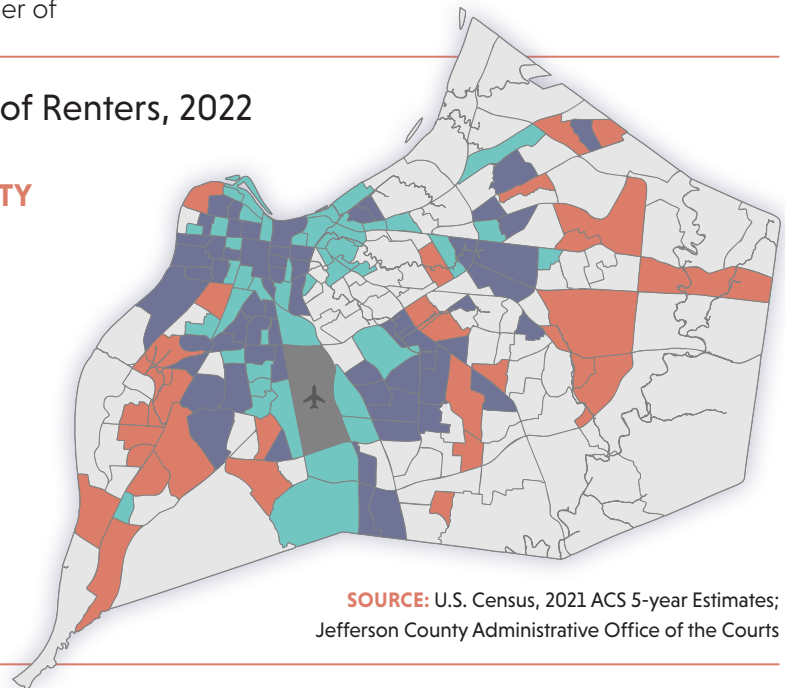 er of
of Renters, 2022
TY
SOURCE: U.S. Census, 2021 ACS 5-year Estimates;
Jefferson County Administrative Office of the Courts